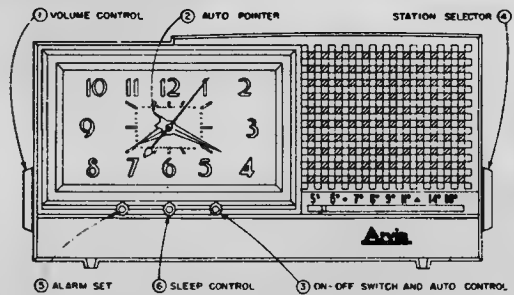 ① VOLUME CONTROL
② AUTO POINTER
STATION SELECTOR ④
10 11 12 1 2
9 3
8 7 6 5 4
Arvin
⑤ ALARM SET
⑥ SLEEP CONTROL
③ ON-OFF SWITCH AND AUTO CONTROL